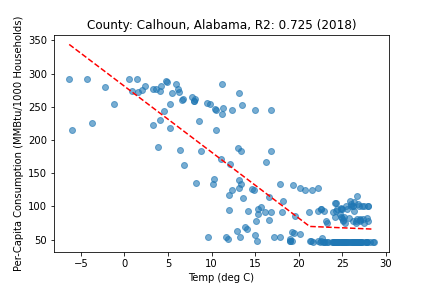 County: Calhoun, Alabama, R2: 0.725 (2018)
Per-Capita Consumption (MMBtu/1000 Households)
350
300
250
200
150
100
50
−5 0 5 10 15 20 25 30
Temp (deg C)